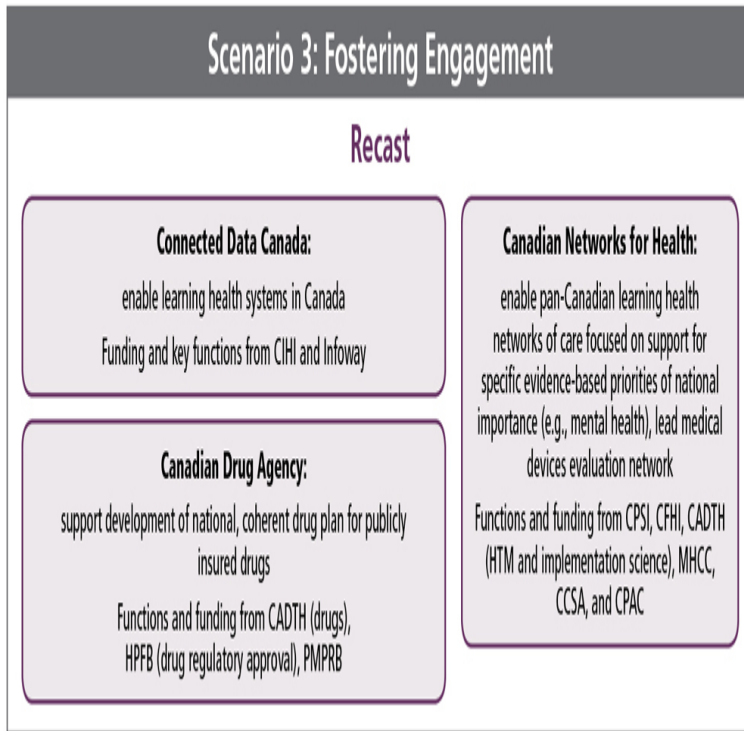 Scenario 3: Fostering Engagement
Recast
Connected Data Canada:
enable learning health systems in Canada
Funding and key functions from CIHI and Infoway
Canadian Drug Agency:
support development of national, coherent drug plan for publicly
insured drugs
Functions and funding from CADTH (drugs),
HPFB (drug regulatory approval), PMPRB
Canadian Networks for Health:
enable pan-Canadian learning health
networks of care focused on support for
specific evidence-based priorities of national
importance (e.g., mental health), lead medical
devices evaluation network
Functions and funding from CPSI, CFHI, CADTH
(HTM and implementation science), MHCC,
CCSA, and CPAC